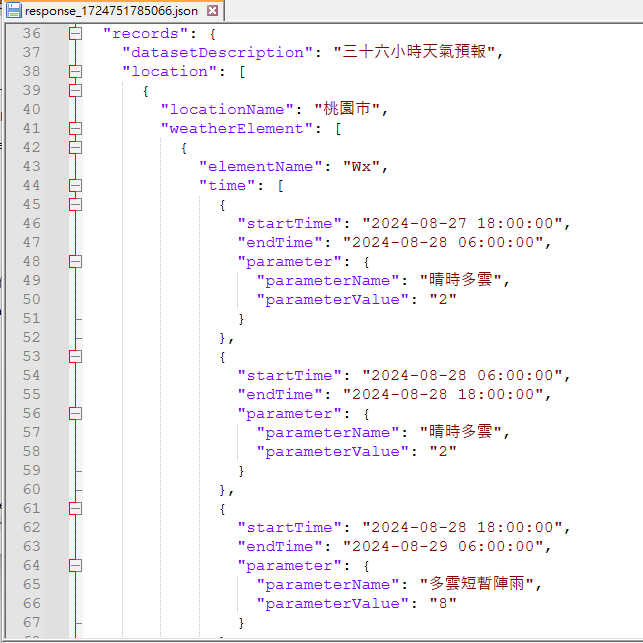 response_1724751785066.json
36 "records": {
37 "datasetDescription": "三十六小時天氣預報",
38 "location": [
39 {
40 "locationName": "桃園市",
41 "weatherElement": [
42 {
43 "elementName": "Wx",
44 "time": [
45 {
46 "startTime": "2024-08-27 18:00:00",
47 "endTime": "2024-08-28 06:00:00",
48 "parameter": {
49 "parameterName": "晴時多雲",
50 "parameterValue": "2"
51 }
52 },
53 {
54 "startTime": "2024-08-28 06:00:00",
55 "endTime": "2024-08-28 18:00:00",
56 "parameter": {
57 "parameterName": "晴時多雲",
58 "parameterValue": "2"
59 }
60 },
61 {
62 "startTime": "2024-08-28 18:00:00",
63 "endTime": "2024-08-29 06:00:00",
64 "parameter": {
65 "parameterName": "多雲短暫陣雨",
66 "parameterValue": "8"
67 }